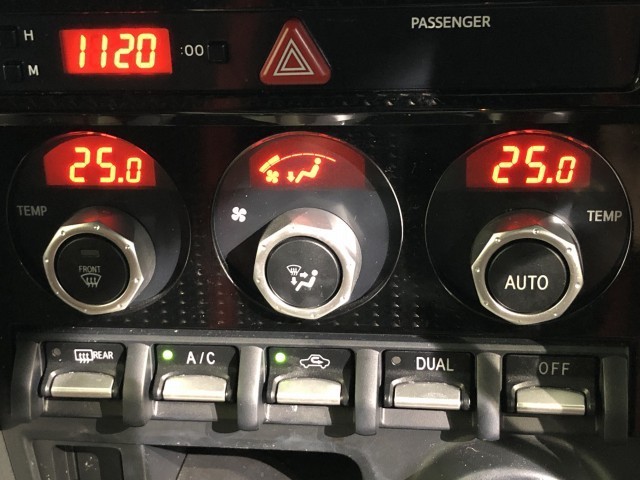 H
PASSENGER
1120 :00
M
25.0
25.0
TEMP
TEMP
FRONT
AUTO
REAR
A/C
DUAL
OFF